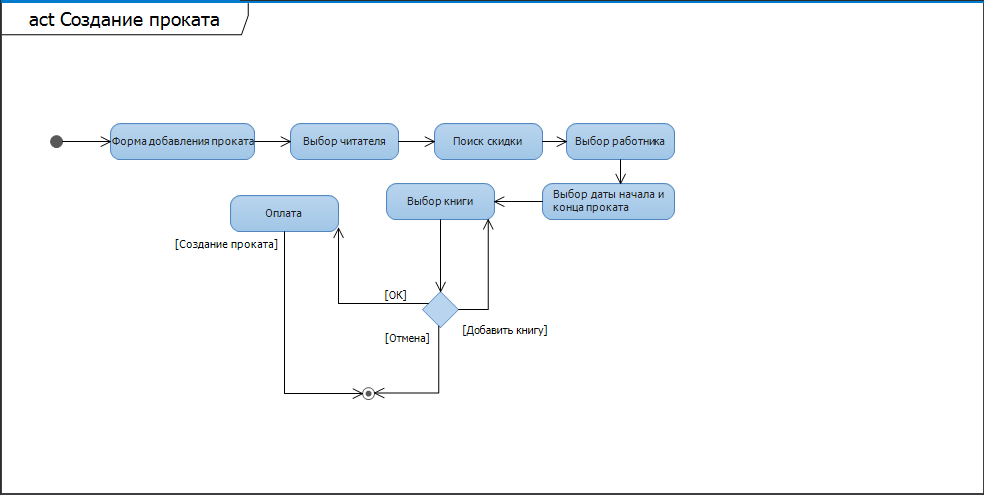 act Создание проката
Форма добавления проката
Выбор читателя
Поиск скидки
Выбор работника
Выбор даты начала и
конца проката
Выбор книги
Оплата
[Создание проката]
[ОК]
[Добавить книгу]
[Отмена]